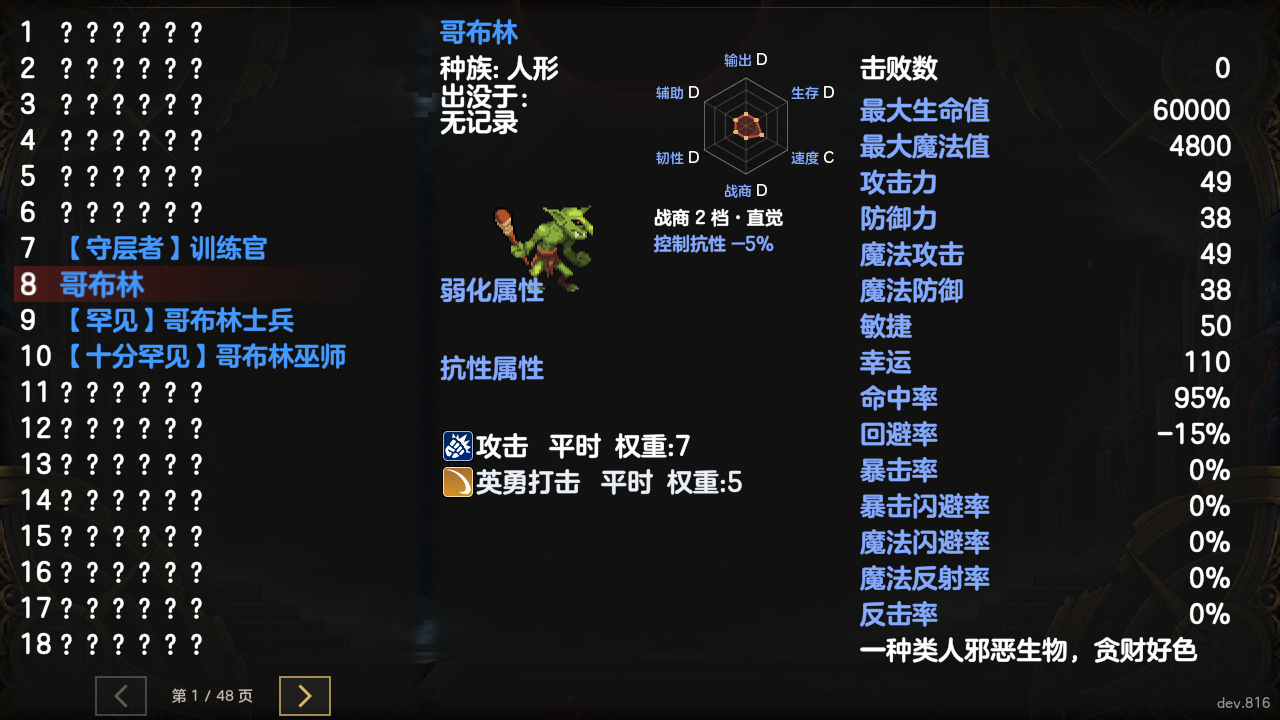 1 ？？？？？？
2 ？？？？？？
3 ？？？？？？
4 ？？？？？？
5 ？？？？？？
6 ？？？？？？
7 【守层者】训练官
8 哥布林
9 【罕见】哥布林士兵
10 【十分罕见】哥布林巫师
11 ？？？？？？
12 ？？？？？？
13 ？？？？？？
14 ？？？？？？
15 ？？？？？？
16 ？？？？？？
17 ？？？？？？
18 ？？？？？？
第 1 / 48 页
哥布林
种族: 人形
出没于:
无记录
输出 D
辅助 D
生存 D
韧性 D
速度 C
战商 D
战商 2 档 · 直觉
控制抗性 −5%
弱化属性
抗性属性
攻击 平时 权重:7
英勇打击 平时 权重:5
击败数 0
最大生命值 60000
最大魔法值 4800
攻击力 49
防御力 38
魔法攻击 49
魔法防御 38
敏捷 50
幸运 110
命中率 95%
回避率 −15%
暴击率 0%
暴击闪避率 0%
魔法闪避率 0%
魔法反射率 0%
反击率 0%
一种类人邪恶生物，贪财好色
dev.816